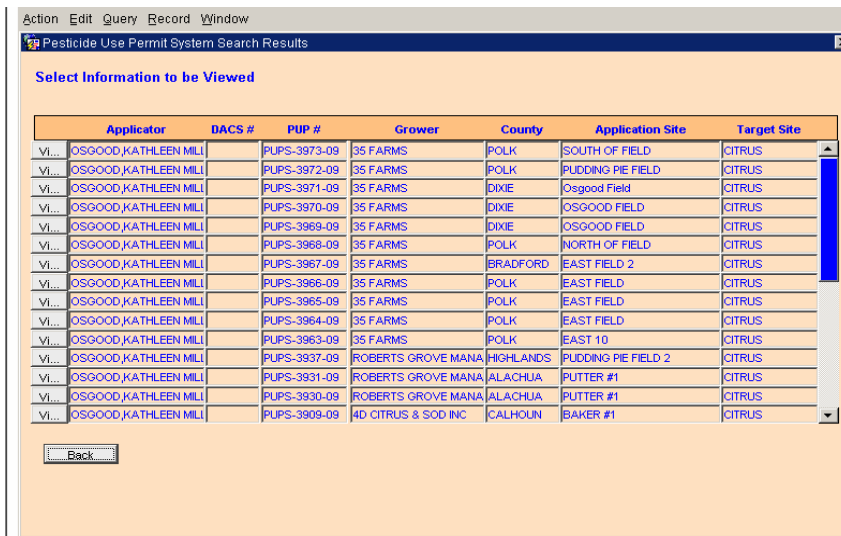 Action Edit Query Record Window
Pesticide Use Permit System Search Results
Select Information to be Viewed
Applicator DACS # PUP # Grower County Application Site Target Site
Vi... OSGOOD,KATHLEEN MILL PUPS-3973-09 35 FARMS POLK SOUTH OF FIELD CITRUS
Vi... OSGOOD,KATHLEEN MILL PUPS-3972-09 35 FARMS POLK PUDDING PIE FIELD CITRUS
Vi... OSGOOD,KATHLEEN MILL PUPS-3971-09 35 FARMS DIXIE Osgood Field CITRUS
Vi... OSGOOD,KATHLEEN MILL PUPS-3970-09 35 FARMS DIXIE OSGOOD FIELD CITRUS
Vi... OSGOOD,KATHLEEN MILL PUPS-3969-09 35 FARMS DIXIE OSGOOD FIELD CITRUS
Vi... OSGOOD,KATHLEEN MILL PUPS-3968-09 35 FARMS POLK NORTH OF FIELD CITRUS
Vi... OSGOOD,KATHLEEN MILL PUPS-3967-09 35 FARMS BRADFORD EAST FIELD 2 CITRUS
Vi... OSGOOD,KATHLEEN MILL PUPS-3966-09 35 FARMS POLK EAST FIELD CITRUS
Vi... OSGOOD,KATHLEEN MILL PUPS-3965-09 35 FARMS POLK EAST FIELD CITRUS
Vi... OSGOOD,KATHLEEN MILL PUPS-3964-09 35 FARMS POLK EAST FIELD CITRUS
Vi... OSGOOD,KATHLEEN MILL PUPS-3963-09 35 FARMS POLK EAST 10 CITRUS
Vi... OSGOOD,KATHLEEN MILL PUPS-3937-09 ROBERTS GROVE MANA HIGHLANDS PUDDING PIE FIELD 2 CITRUS
Vi... OSGOOD,KATHLEEN MILL PUPS-3931-09 ROBERTS GROVE MANA ALACHUA PUTTER #1 CITRUS
Vi... OSGOOD,KATHLEEN MILL PUPS-3930-09 ROBERTS GROVE MANA ALACHUA PUTTER #1 CITRUS
Vi... OSGOOD,KATHLEEN MILL PUPS-3909-09 4D CITRUS & SOD INC CALHOUN BAKER #1 CITRUS
Back